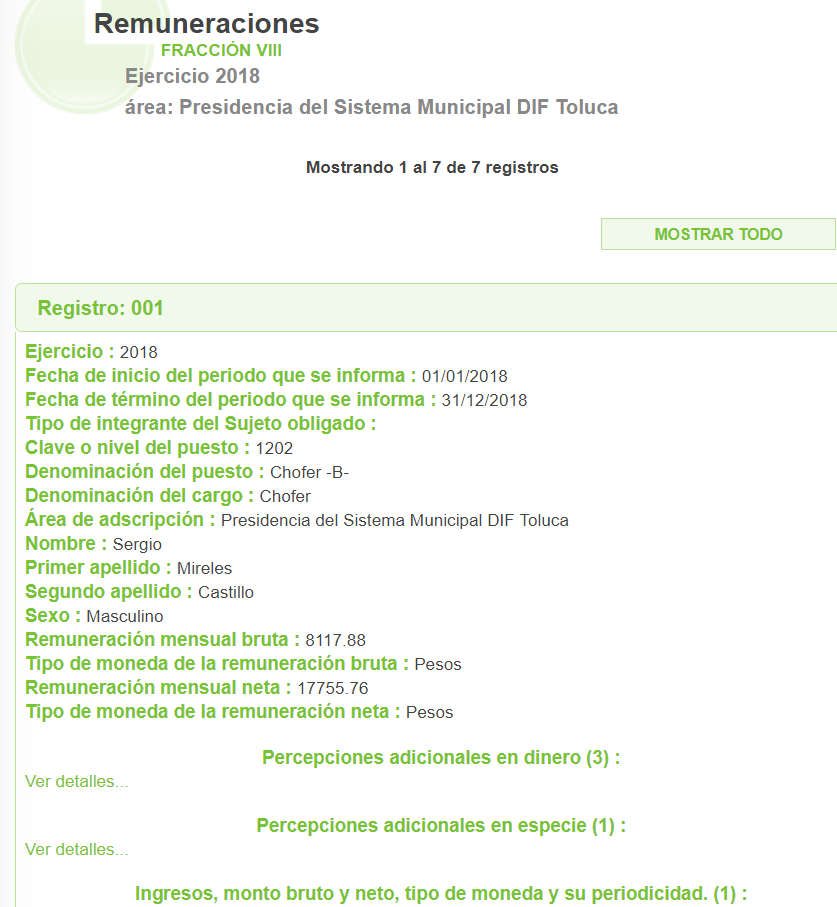 Remuneraciones
FRACCIÓN VIII
Ejercicio 2018
área: Presidencia del Sistema Municipal DIF Toluca
Mostrando 1 al 7 de 7 registros
MOSTRAR TODO
Registro: 001
Ejercicio : 2018
Fecha de inicio del periodo que se informa : 01/01/2018
Fecha de término del periodo que se informa : 31/12/2018
Tipo de integrante del Sujeto obligado :
Clave o nivel del puesto : 1202
Denominación del puesto : Chofer -B-
Denominación del cargo : Chofer
Área de adscripción : Presidencia del Sistema Municipal DIF Toluca
Nombre : Sergio
Primer apellido : Mireles
Segundo apellido : Castillo
Sexo : Masculino
Remuneración mensual bruta : 8117.88
Tipo de moneda de la remuneración bruta : Pesos
Remuneración mensual neta : 17755.76
Tipo de moneda de la remuneración neta : Pesos
Percepciones adicionales en dinero (3) :
Ver detalles...
Percepciones adicionales en especie (1) :
Ver detalles...
Ingresos, monto bruto y neto, tipo de moneda y su periodicidad. (1) :